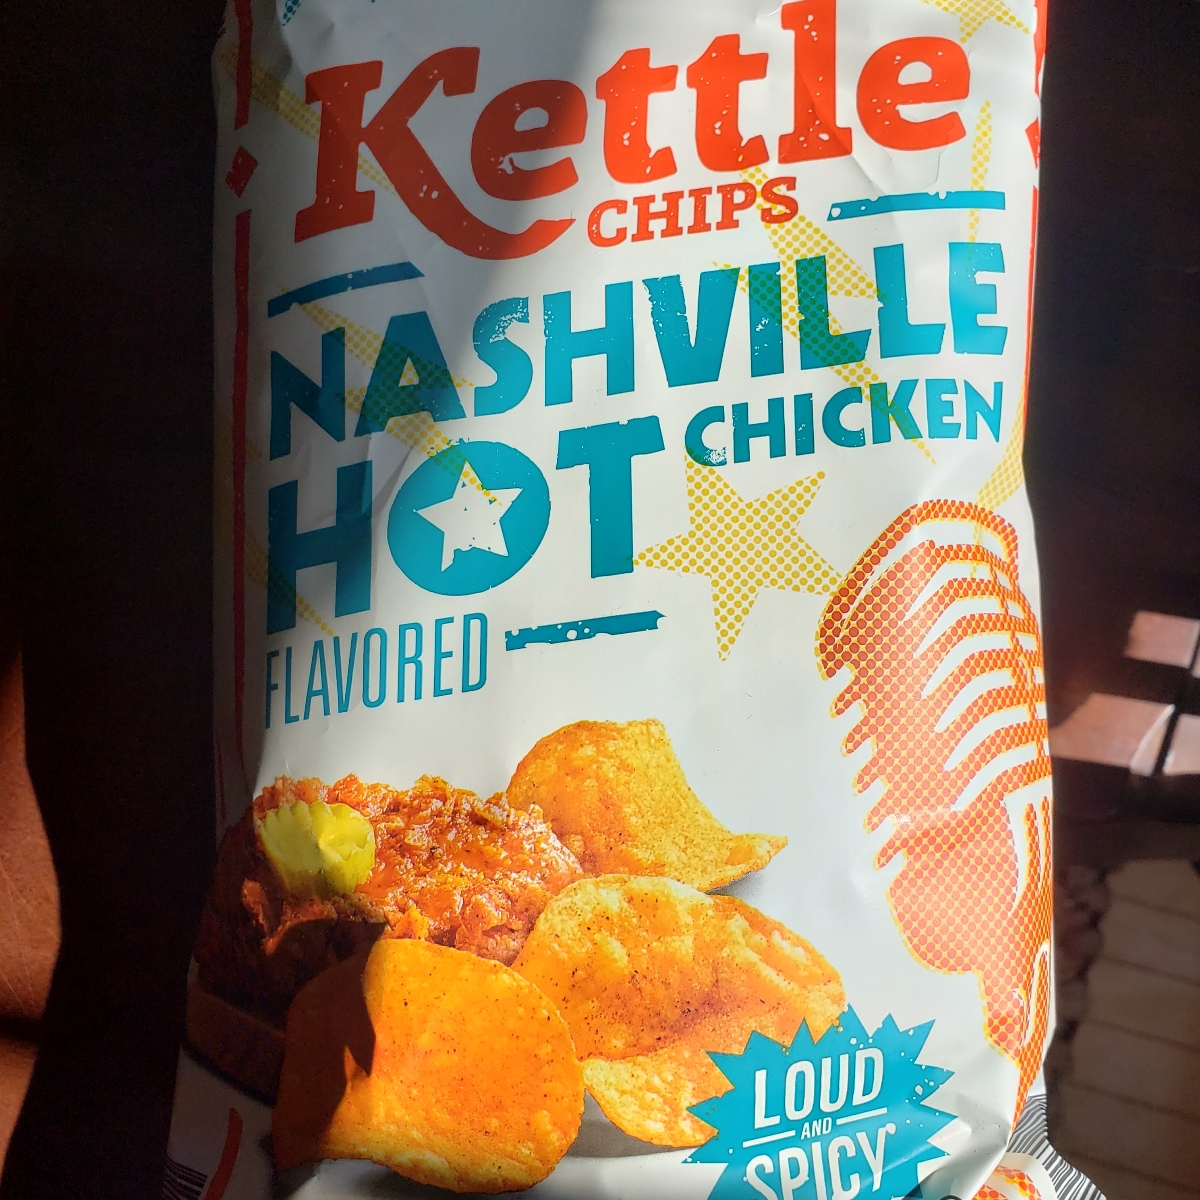 Kettle
CHIPS
NASHVILLE
HOT CHICKEN
FLAVORED
LOUD
AND
SPICY